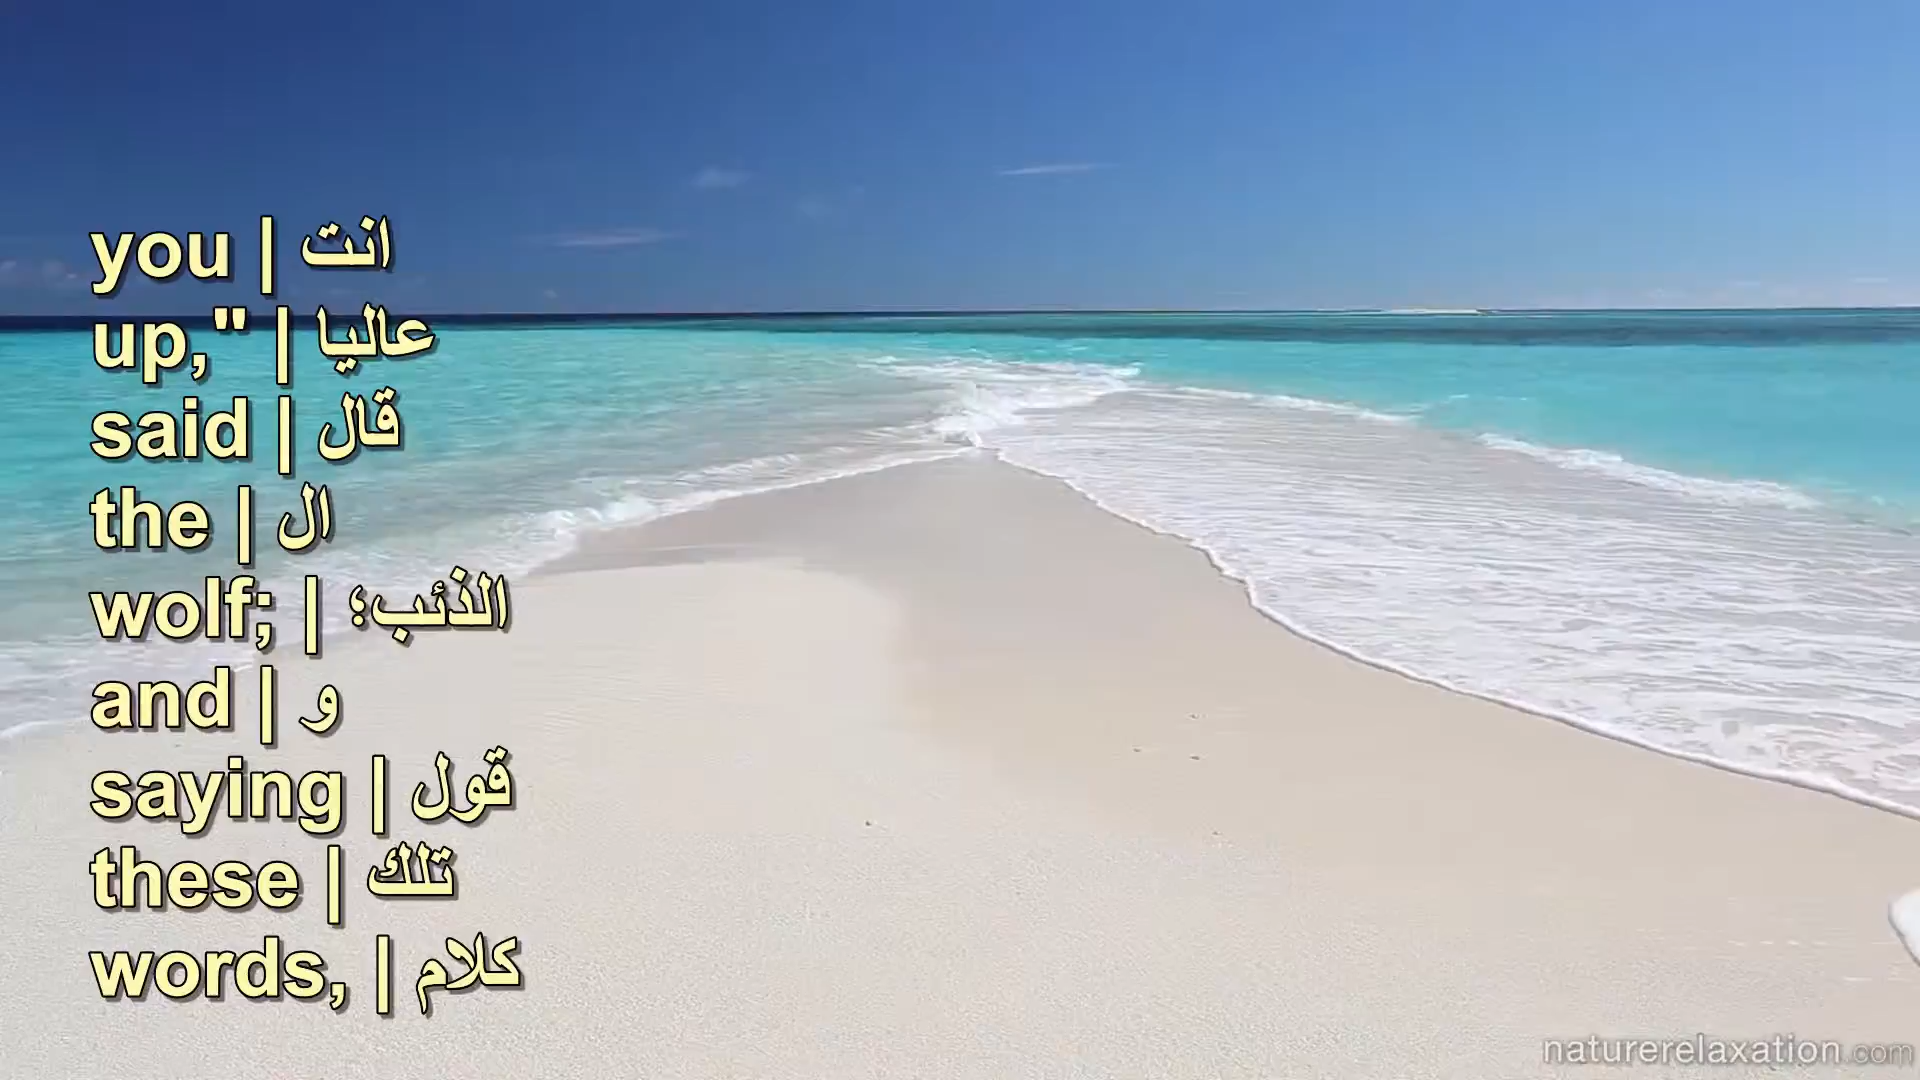 you | انت
up," | عاليا
said | قال
the | ال
wolf; | الذئب؛
and | و
saying | قول
these | تلك
words, | كلام
naturerelaxation.com